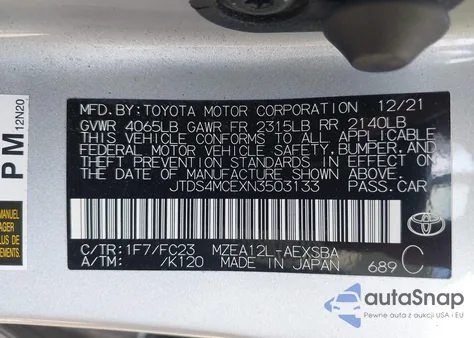 MFD.BY:TOYOTA MOTOR CORPORATION 12/21
GVWR 4065LB GAWR FR 2315LB RR 2140LB
THIS VEHICLE CONFORMS TO ALL APPLICABLE
FEDERAL MOTOR VEHICLE SAFETY,BUMPER,AND
THEFT PREVENTION STANDARDS IN EFFECT ON
THE DATE OF MANUFACTURE SHOWN ABOVE.
JTDS4MCEXN3503133 PASS.CAR
TOYOTA
C/TR:1F7/FC23 MZEA12L-AEXSBA
A/TM: /K120 MADE IN JAPAN 689 C
PM 12N20
autoSnap
Pewne auta z aukcji z USA i EU